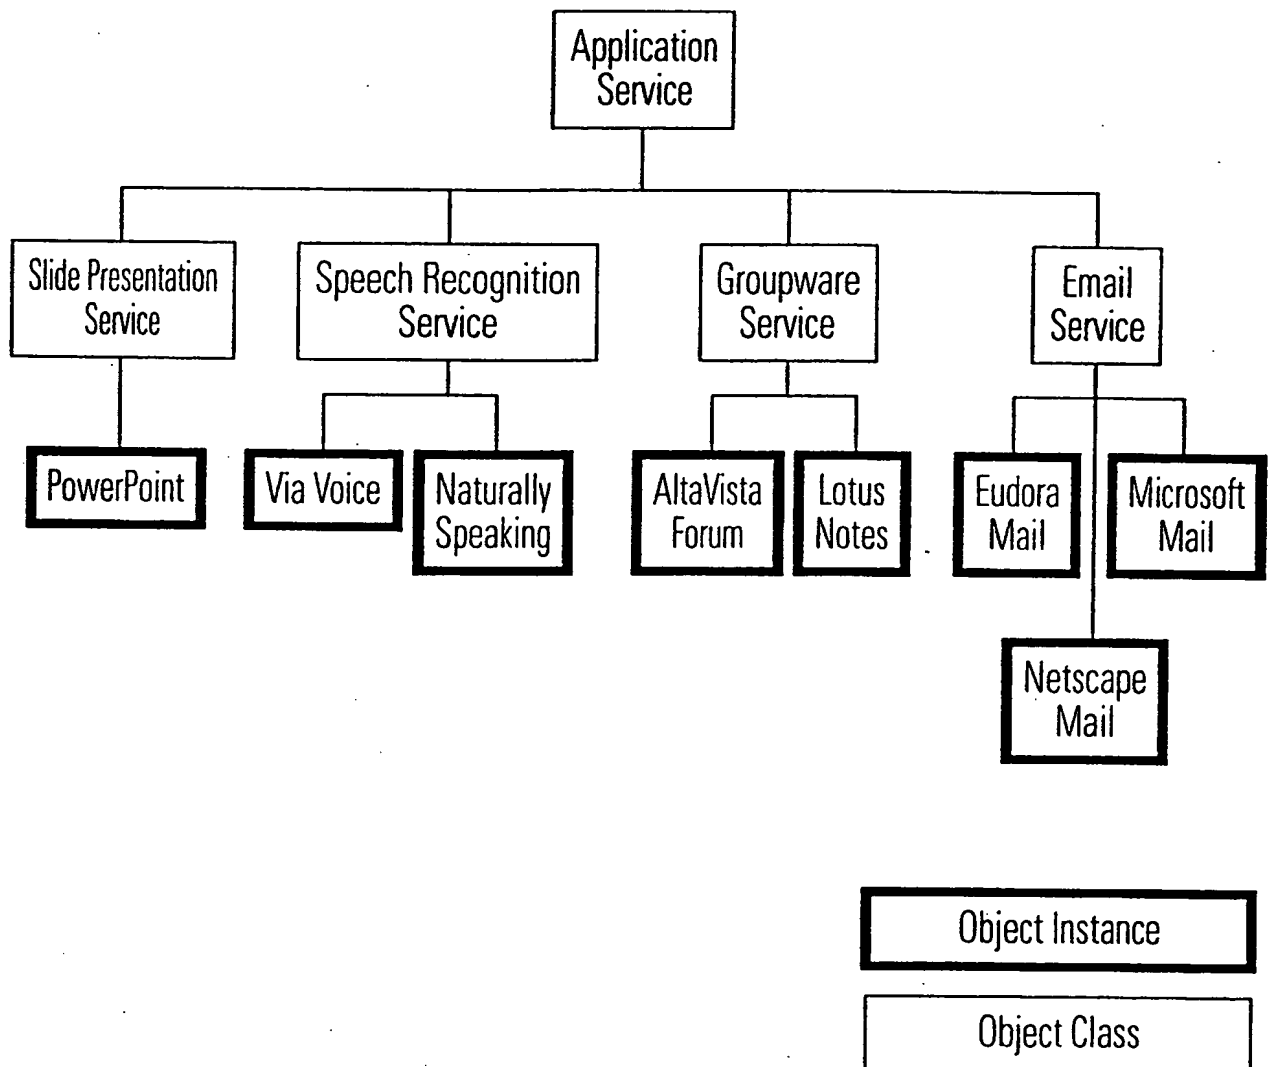 Application
Service
Slide Presentation
Service
Speech Recognition
Service
Groupware
Service
Email
Service
PowerPoint
Via Voice
Naturally
Speaking
AltaVista
Forum
Lotus
Notes
Eudora
Mail
Microsoft
Mail
Netscape
Mail
Object Instance
Object Class